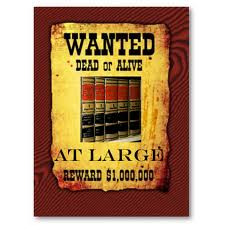 WANTED
DEAD or ALIVE
AT LARGE
REWARD $1,000,000